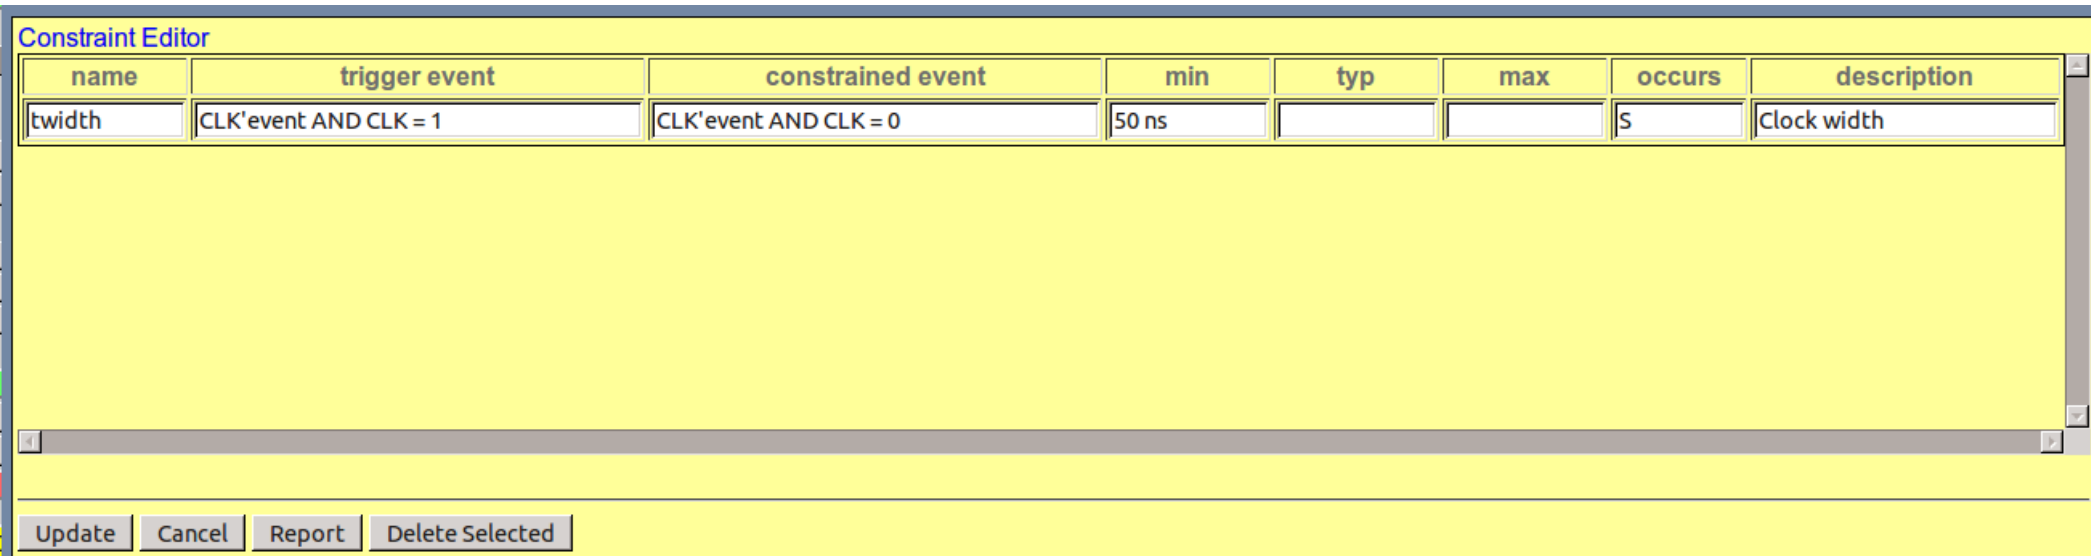 Constraint Editor
name trigger event constrained event min typ max occurs description
twidth CLK'event AND CLK = 1 CLK'event AND CLK = 0 50 ns S Clock width
Update Cancel Report Delete Selected